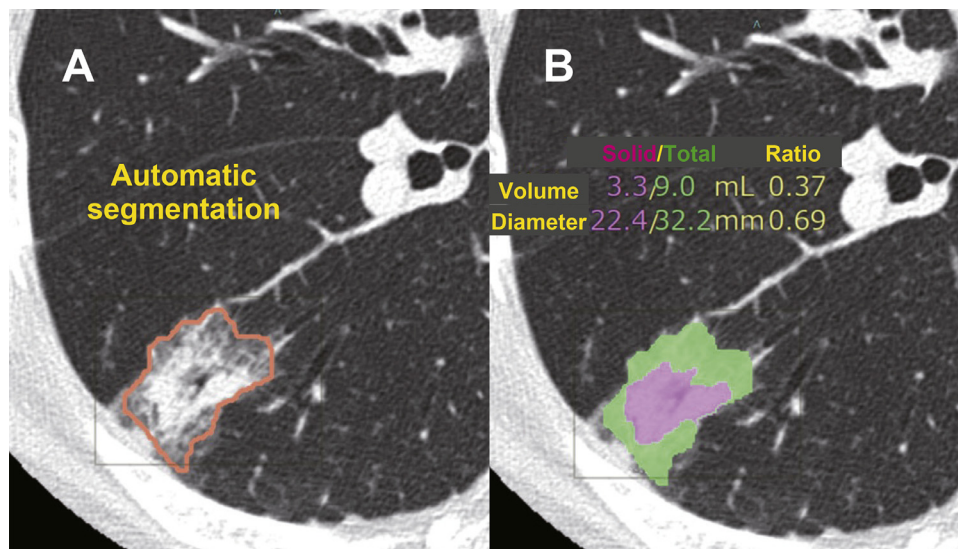 A
Automatic
segmentation
B
Solid/Total Ratio
Volume 3.3/9.0 mL 0.37
Diameter 22.4/32.2 mm 0.69